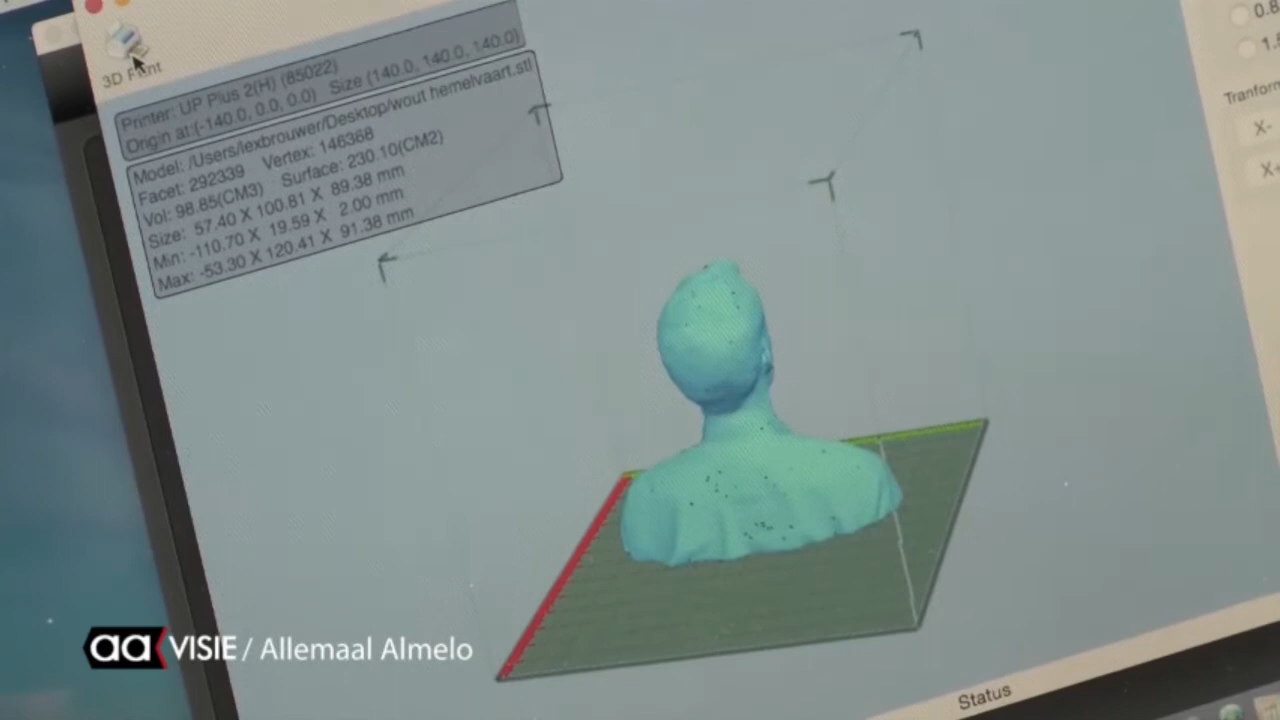 3D Print
Printer: UP Plus 2(H) (85022)
Origin at:(-140.0, 0.0, 0.0) Size (140.0, 140.0, 140.0)
Model: /Users/lexbrouwer/Desktop/wout hemelvaart.stl
Facet: 292339 Vertex: 146368
Vol: 98.85(CM3) Surface: 230.10(CM2)
Size: 57.40 X 100.81 X 89.38 mm
Min: -110.70 X 19.59 X 2.00 mm
Max: -53.30 X 120.41 X 91.38 mm
0.8
Tranform
X-
Status
aa VISIE / Allemaal Almelo